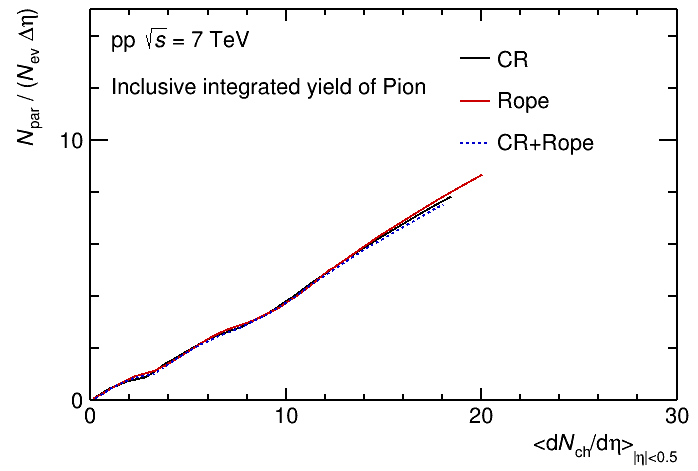 pp √s = 7 TeV
Inclusive integrated yield of Pion
CR
Rope
CR+Rope
N_par / (N_ev Δη)
10
0
0 10 20 30
<dN_ch/dη>_|η|<0.5